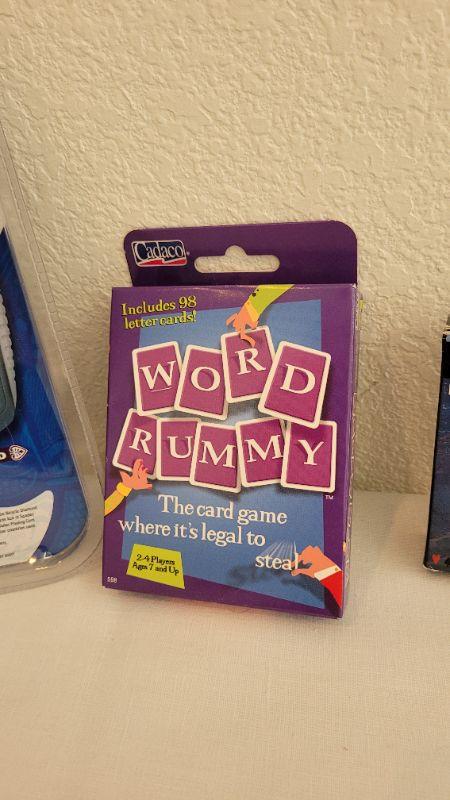 Cadaco
Includes 98
letter cards!
WORD
RUMMY
TM
The card game
where it's legal to
steal
2-4 Players
Ages 7 and Up